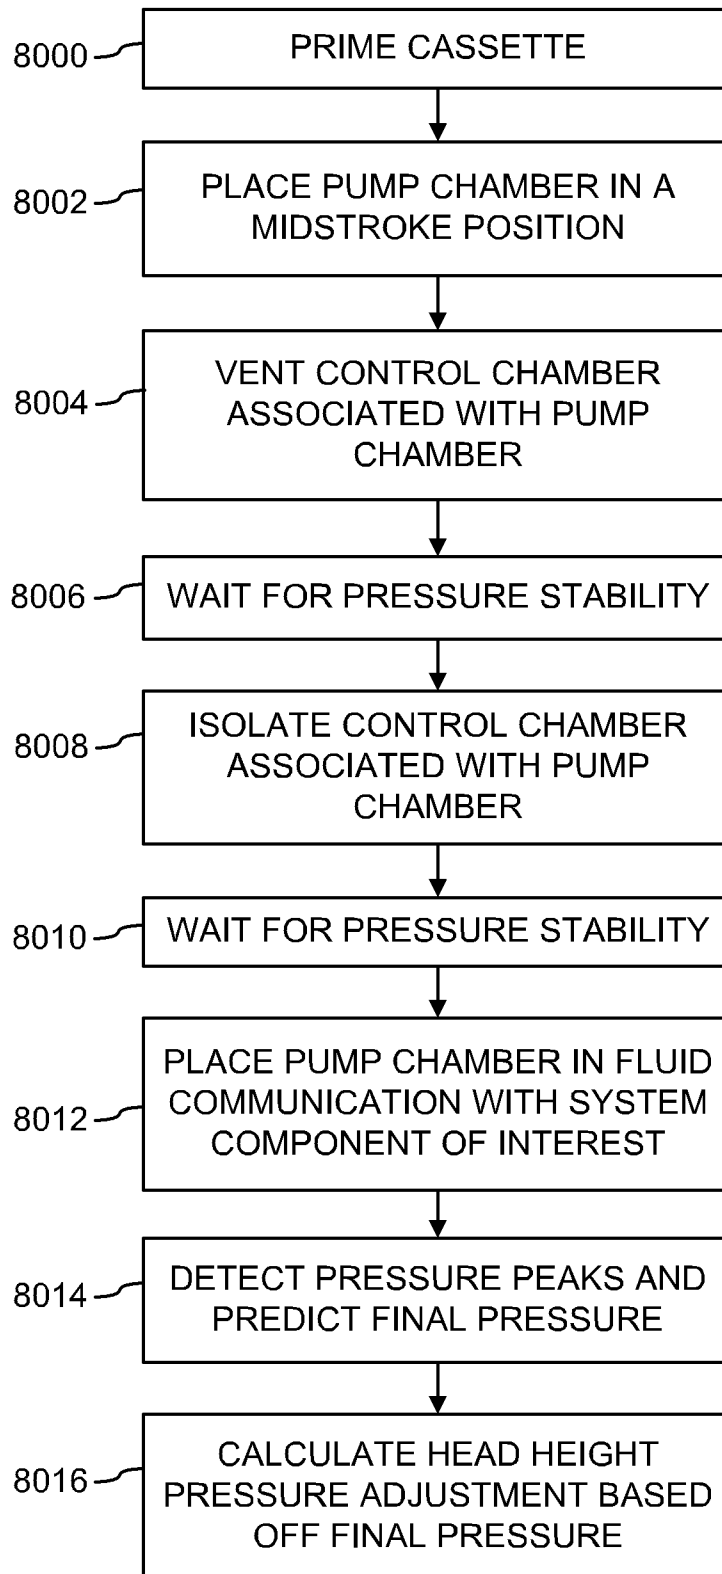 8000
PRIME CASSETTE
8002
PLACE PUMP CHAMBER IN A
MIDSTROKE POSITION
8004
VENT CONTROL CHAMBER
ASSOCIATED WITH PUMP
CHAMBER
8006
WAIT FOR PRESSURE STABILITY
8008
ISOLATE CONTROL CHAMBER
ASSOCIATED WITH PUMP
CHAMBER
8010
WAIT FOR PRESSURE STABILITY
8012
PLACE PUMP CHAMBER IN FLUID
COMMUNICATION WITH SYSTEM
COMPONENT OF INTEREST
8014
DETECT PRESSURE PEAKS AND
PREDICT FINAL PRESSURE
8016
CALCULATE HEAD HEIGHT
PRESSURE ADJUSTMENT BASED
OFF FINAL PRESSURE